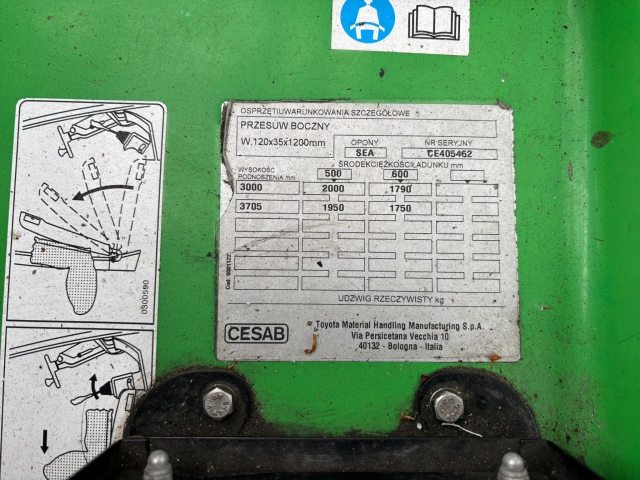 OSPRZĘT/UWARUNKOWANIA SZCZEGÓŁOWE
PRZESUW BOCZNY
W.120x35x1200mm
OPONY
SEA
NR SERYJNY
CE405462
WYSOKOŚĆ PODNOSZENIA mm
ŚRODEK CIĘŻKOŚCI ŁADUNKU mm
500 600
3000 2000 1790
3705 1950 1750
UDŹWIG RZECZYWISTY kg
CESAB
Toyota Material Handling Manufacturing S.p.A.
Via Persicetana Vecchia 10
40132 - Bologna - Italia
0300590